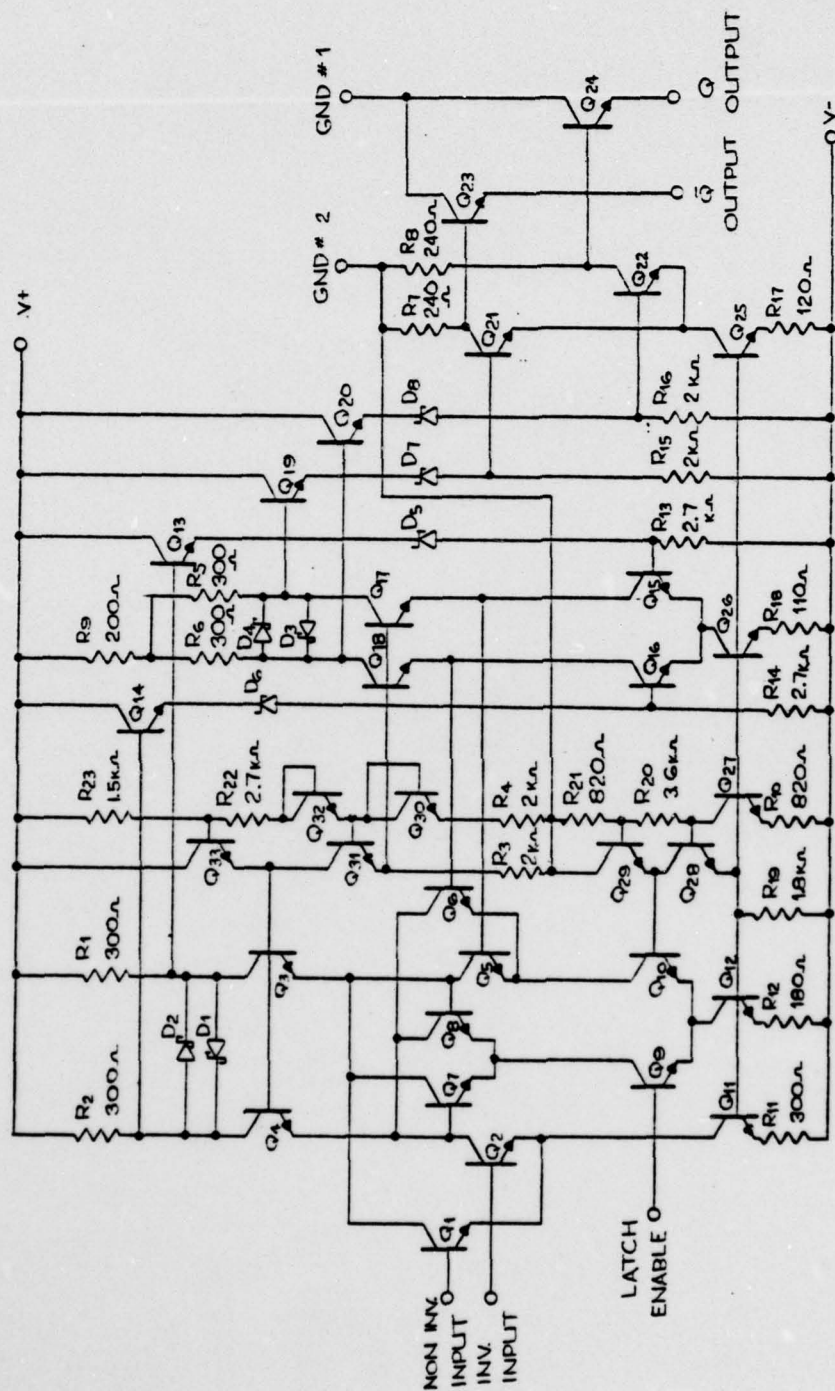 V+
GND # 1
GND # 2
R2
300Ω
R1
300Ω
R23
1.5KΩ
R9
200Ω
Q14
Q13
R5
300Ω
R6
300Ω
D2
D1
D4
D3
D6
D5
Q33
R22
2.7KΩ
Q32
Q31
Q30
Q4
Q3
Q18
Q17
Q19
Q20
D7
D8
R7
240Ω
R8
240Ω
Q23
Q24
Q21
Q22
Q̄
OUTPUT
Q
OUTPUT
NON INV.
INPUT
INV.
INPUT
Q1
Q2
Q7
Q8
Q5
Q6
R3
2KΩ
R4
2KΩ
R21
820Ω
R20
3.6KΩ
Q29
Q28
Q27
LATCH
ENABLE
Q9
Q10
Q11
Q12
R11
300Ω
R12
180Ω
R19
1.8KΩ
R10
820Ω
Q16
Q15
R13
2.7
KΩ
R14
2.7KΩ
Q26
R18
110Ω
R15
2KΩ
R16
2KΩ
Q25
R17
120Ω
V-